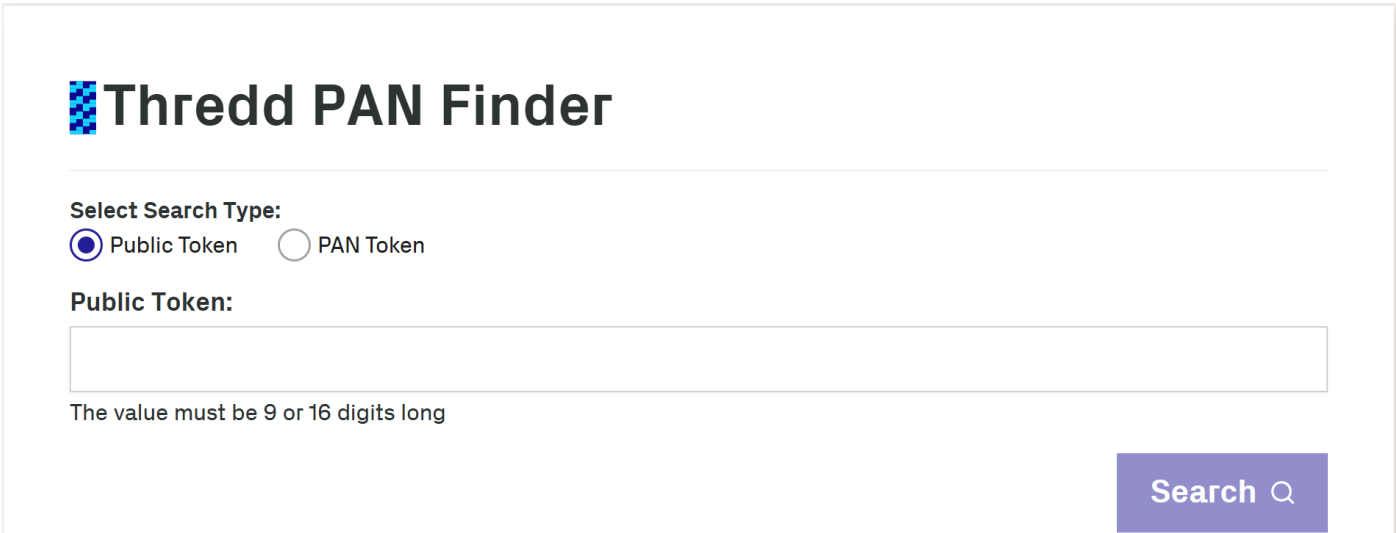 Thredd PAN Finder
Select Search Type:
Public Token PAN Token
Public Token:
The value must be 9 or 16 digits long
Search